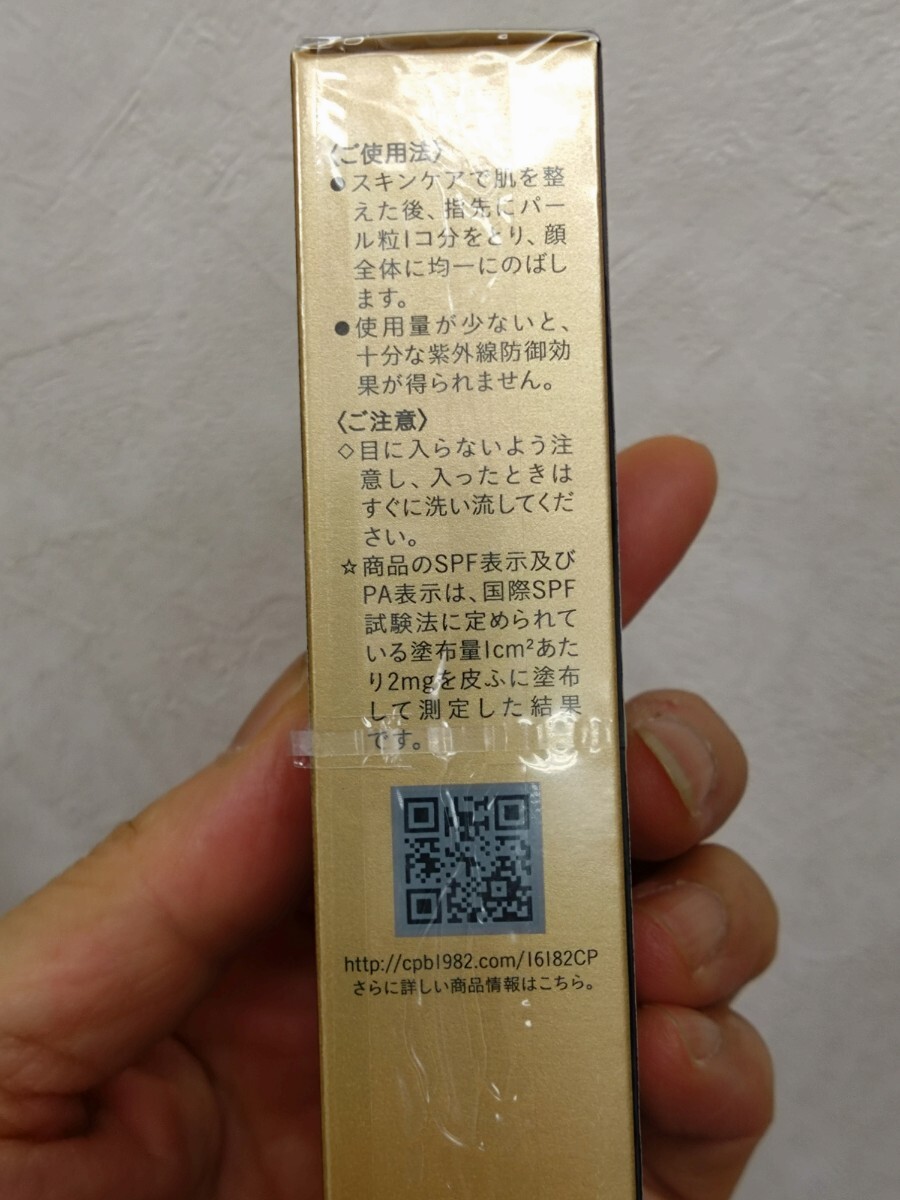 〈ご使用法〉
●スキンケアで肌を整
えた後、指先にパー
ル粒1コ分をとり、顔
全体に均一にのばし
ます。
●使用量が少ないと、
十分な紫外線防御効
果が得られません。
〈ご注意〉
◇目に入らないよう注
意し、入ったときは
すぐに洗い流してくだ
さい。
☆商品のSPF表示及び
PA表示は、国際SPF
試験法に定められて
いる塗布量1cm²あた
り2mgを皮ふに塗布
して測定した結果
です。
http://cpb1982.com/16182CP
さらに詳しい商品情報はこちら。